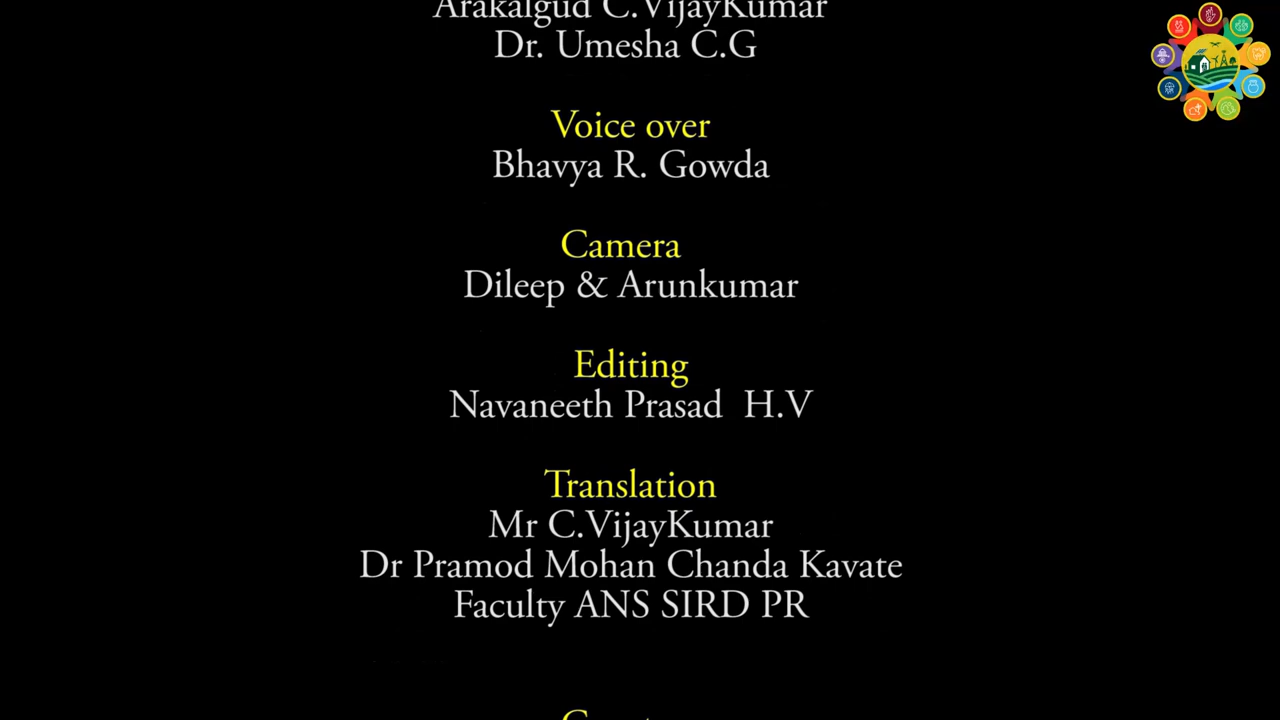 Arakalgud C.VijayKumar
Dr. Umesha C.G
Voice over
Bhavya R. Gowda
Camera
Dileep & Arunkumar
Editing
Navaneeth Prasad  H.V
Translation
Mr C.VijayKumar
Dr Pramod Mohan Chanda Kavate
Faculty ANS SIRD PR